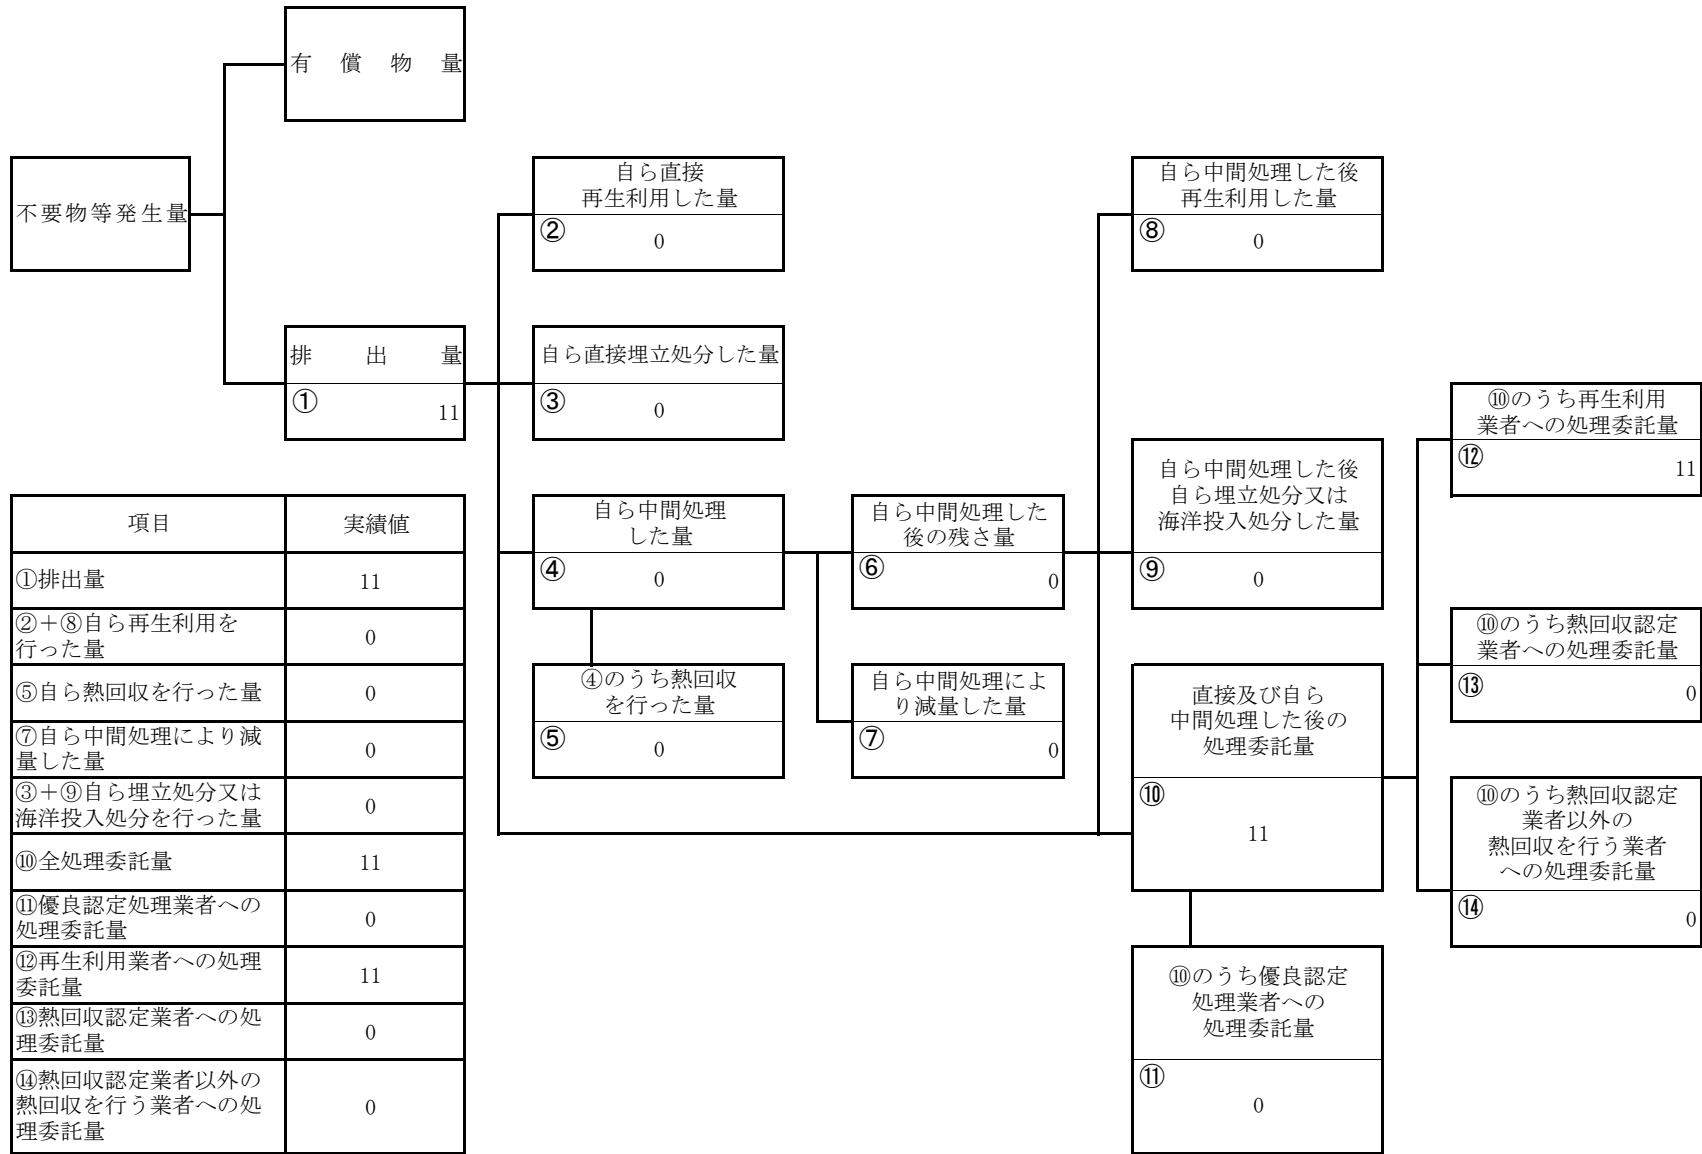 有償物量
不要物等発生量
排出量
①
11
自ら直接
再生利用した量
②
0
自ら直接埋立処分した量
③
0
自ら中間処理
した量
④
0
④のうち熱回収
を行った量
⑤
0
自ら中間処理した
後の残さ量
⑥
0
自ら中間処理によ
り減量した量
⑦
0
自ら中間処理した後
再生利用した量
⑧
0
自ら中間処理した後
自ら埋立処分又は
海洋投入処分した量
⑨
0
直接及び自ら
中間処理した後の
処理委託量
⑩
11
⑩のうち優良認定
処理業者への
処理委託量
⑪
0
⑩のうち再生利用
業者への処理委託量
⑫
11
⑩のうち熱回収認定
業者への処理委託量
⑬
0
⑩のうち熱回収認定
業者以外の
熱回収を行う業者
への処理委託量
⑭
0
項目 実績値
①排出量 11
②+⑧自ら再生利用を
行った量 0
⑤自ら熱回収を行った量 0
⑦自ら中間処理により減
量した量 0
③+⑨自ら埋立処分又は
海洋投入処分を行った量 0
⑩全処理委託量 11
⑪優良認定処理業者への
処理委託量 0
⑫再生利用業者への処理
委託量 11
⑬熱回収認定業者への処
理委託量 0
⑭熱回収認定業者以外の
熱回収を行う業者への処
理委託量 0